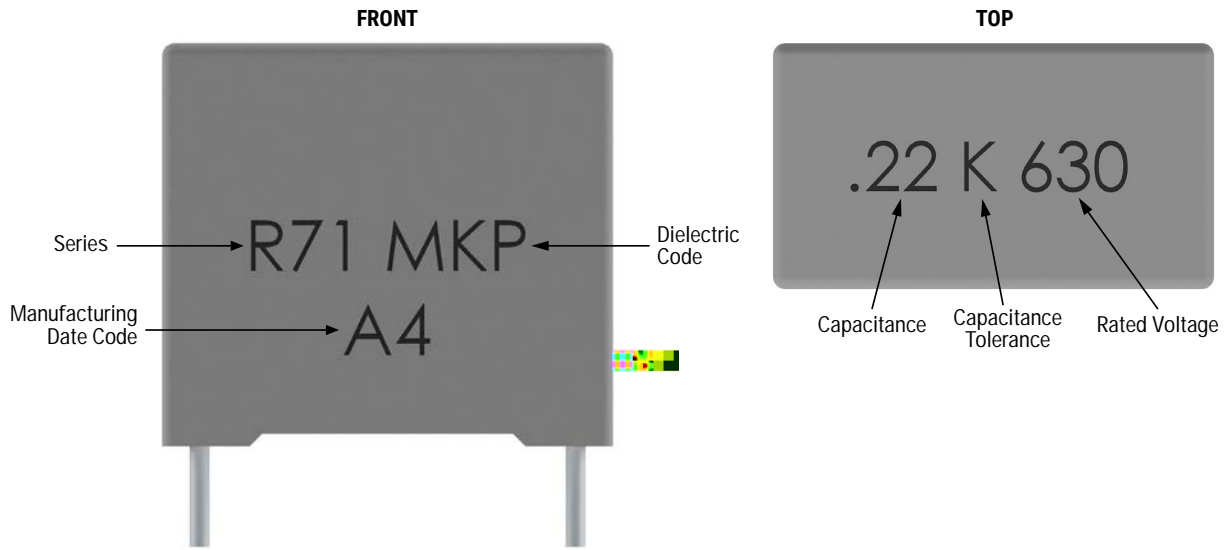 FRONT
R71 MKP
A4
Series
Manufacturing
Date Code
Dielectric
Code
TOP
.22 K 630
Capacitance
Capacitance
Tolerance
Rated Voltage